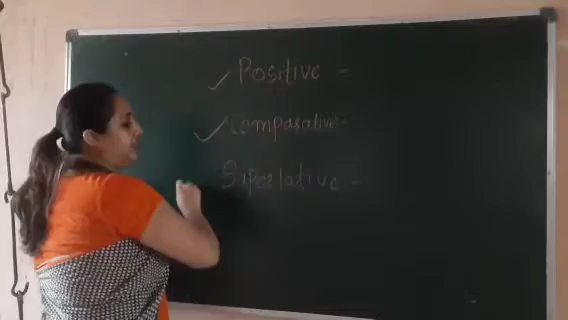 ✓ Positive =
✓ Comparative -
Superlative -